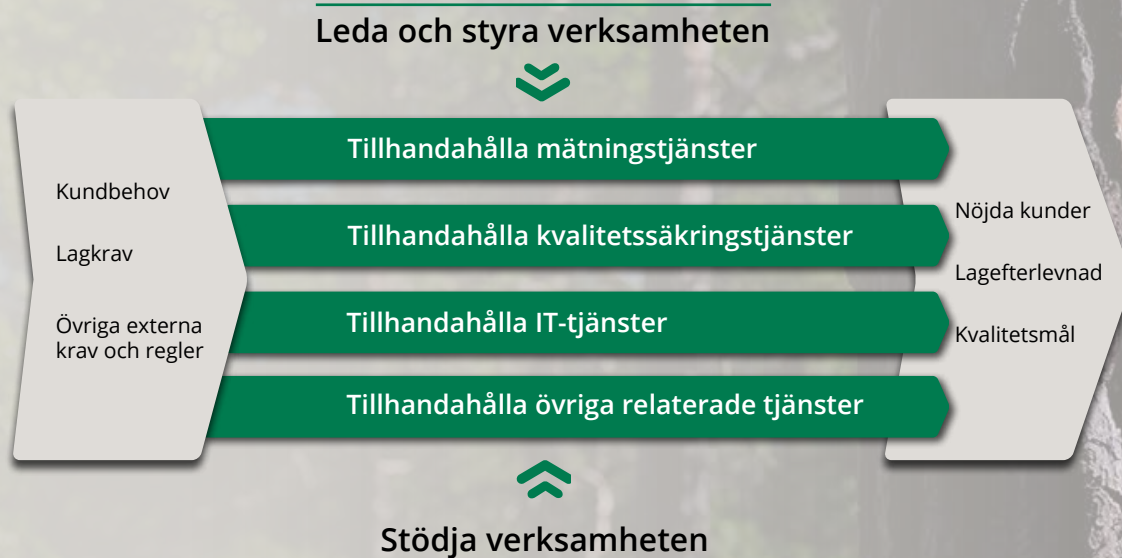 Leda och styra verksamheten
Kundbehov
Lagkrav
Övriga externa
krav och regler
Tillhandahålla mätningstjänster
Tillhandahålla kvalitetssäkringstjänster
Tillhandahålla IT-tjänster
Tillhandahålla övriga relaterade tjänster
Nöjda kunder
Lagefterlevnad
Kvalitetsmål
Stödja verksamheten